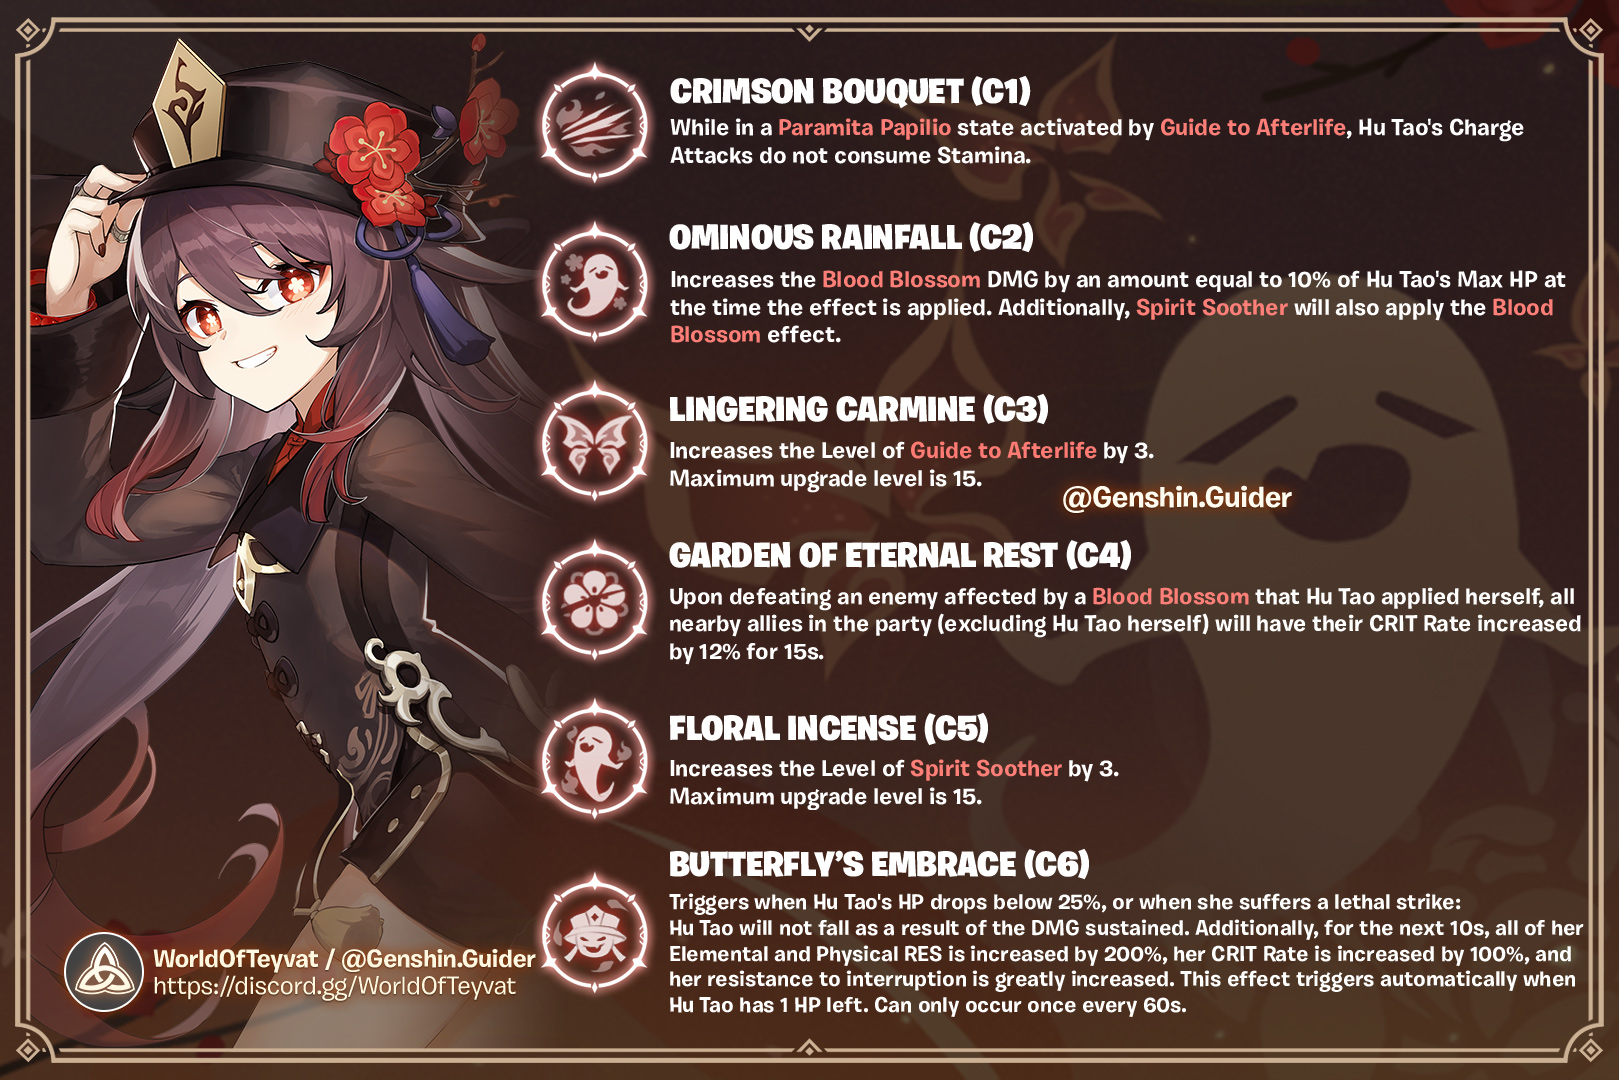 CRIMSON BOUQUET (C1)
While in a Paramita Papilio state activated by Guide to Afterlife, Hu Tao's Charge
Attacks do not consume Stamina.
OMINOUS RAINFALL (C2)
Increases the Blood Blossom DMG by an amount equal to 10% of Hu Tao's Max HP at
the time the effect is applied. Additionally, Spirit Soother will also apply the Blood
Blossom effect.
LINGERING CARMINE (C3)
Increases the Level of Guide to Afterlife by 3.
Maximum upgrade level is 15.
@Genshin.Guider
GARDEN OF ETERNAL REST (C4)
Upon defeating an enemy affected by a Blood Blossom that Hu Tao applied herself, all
nearby allies in the party (excluding Hu Tao herself) will have their CRIT Rate increased
by 12% for 15s.
FLORAL INCENSE (C5)
Increases the Level of Spirit Soother by 3.
Maximum upgrade level is 15.
BUTTERFLY'S EMBRACE (C6)
Triggers when Hu Tao's HP drops below 25%, or when she suffers a lethal strike:
Hu Tao will not fall as a result of the DMG sustained. Additionally, for the next 10s, all of her
Elemental and Physical RES is increased by 200%, her CRIT Rate is increased by 100%, and
her resistance to interruption is greatly increased. This effect triggers automatically when
Hu Tao has 1 HP left. Can only occur once every 60s.
WorldOfTeyvat / @Genshin.Guider
https://discord.gg/WorldOfTeyvat